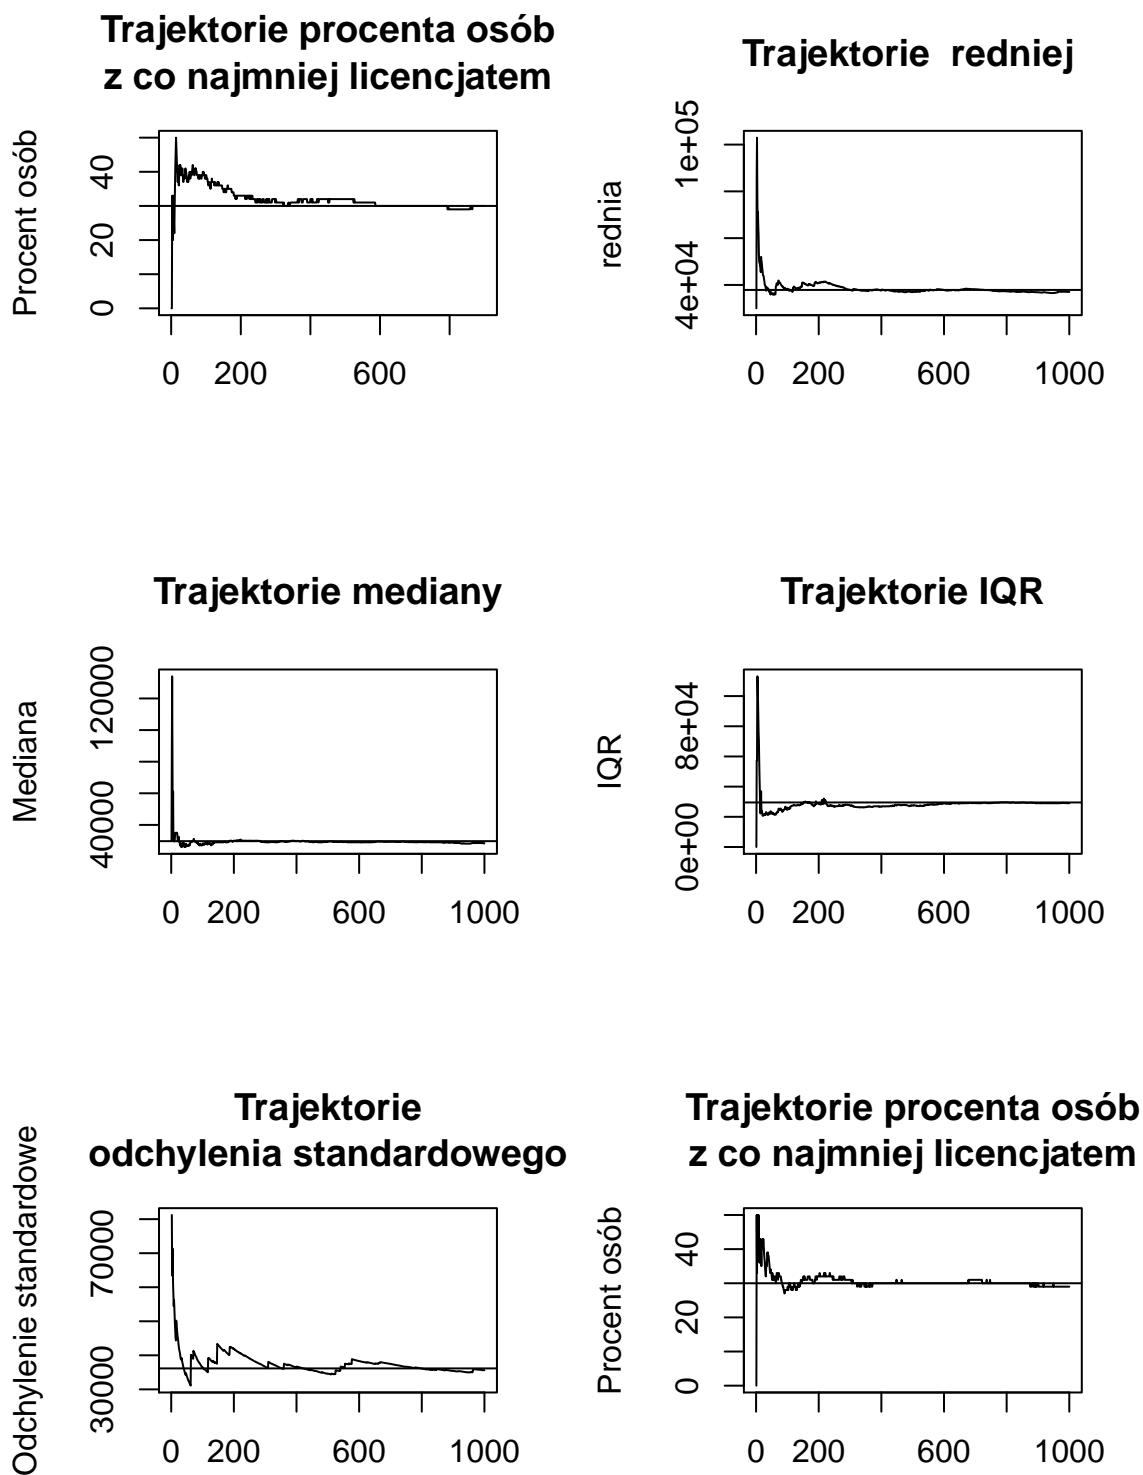 Trajektorie procenta osób
z co najmniej licencjatem
Procent osób
0
20
40
0 200 600
Trajektorie redniej
rednia
4e+04
1e+05
0 200 600 1000
Trajektorie mediany
Mediana
40000
120000
0 200 600 1000
Trajektorie IQR
IQR
0e+00
8e+04
0 200 600 1000
Trajektorie
odchylenia standardowego
Odchylenie standardowe
30000
70000
0 200 600 1000
Trajektorie procenta osób
z co najmniej licencjatem
Procent osób
0
20
40
0 200 600 1000